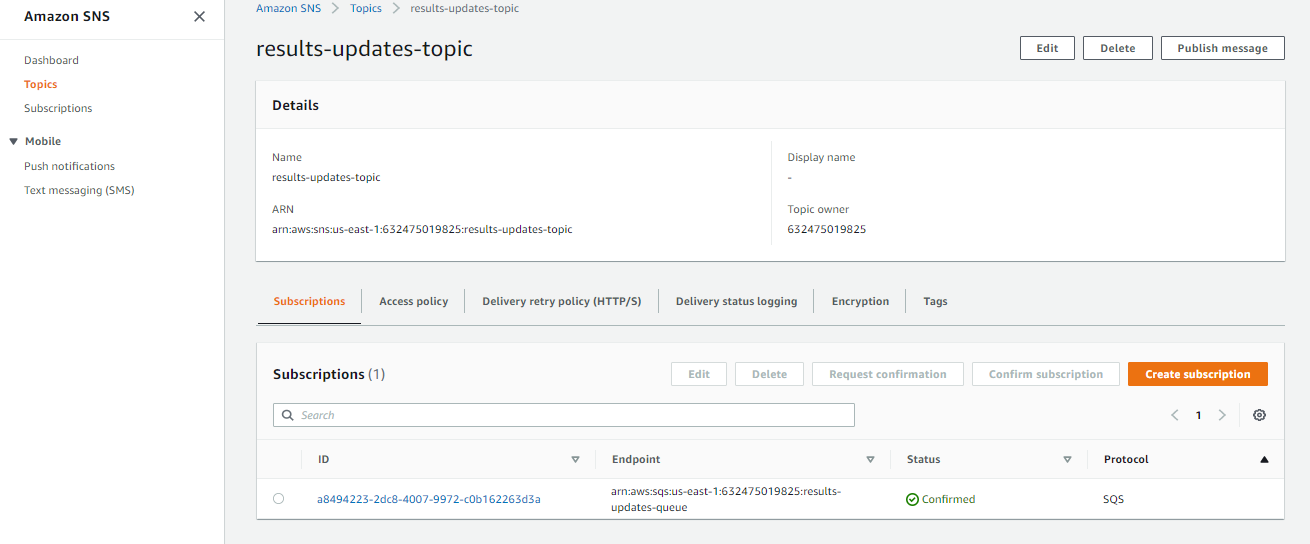 Amazon SNS
Dashboard
Topics
Subscriptions
Mobile
Push notifications
Text messaging (SMS)
Amazon SNS Topics results-updates-topic
results-updates-topic
Edit Delete Publish message
Details
Name
results-updates-topic
ARN
arn:aws:sns:us-east-1:632475019825:results-updates-topic
Display name
-
Topic owner
632475019825
Subscriptions Access policy Delivery retry policy (HTTP/S) Delivery status logging Encryption Tags
Subscriptions (1)
Edit Delete Request confirmation Confirm subscription Create subscription
Search
1
ID Endpoint Status Protocol
a8494223-2dc8-4007-9972-c0b162263d3a arn:aws:sqs:us-east-1:632475019825:results- Confirmed SQS
updates-queue